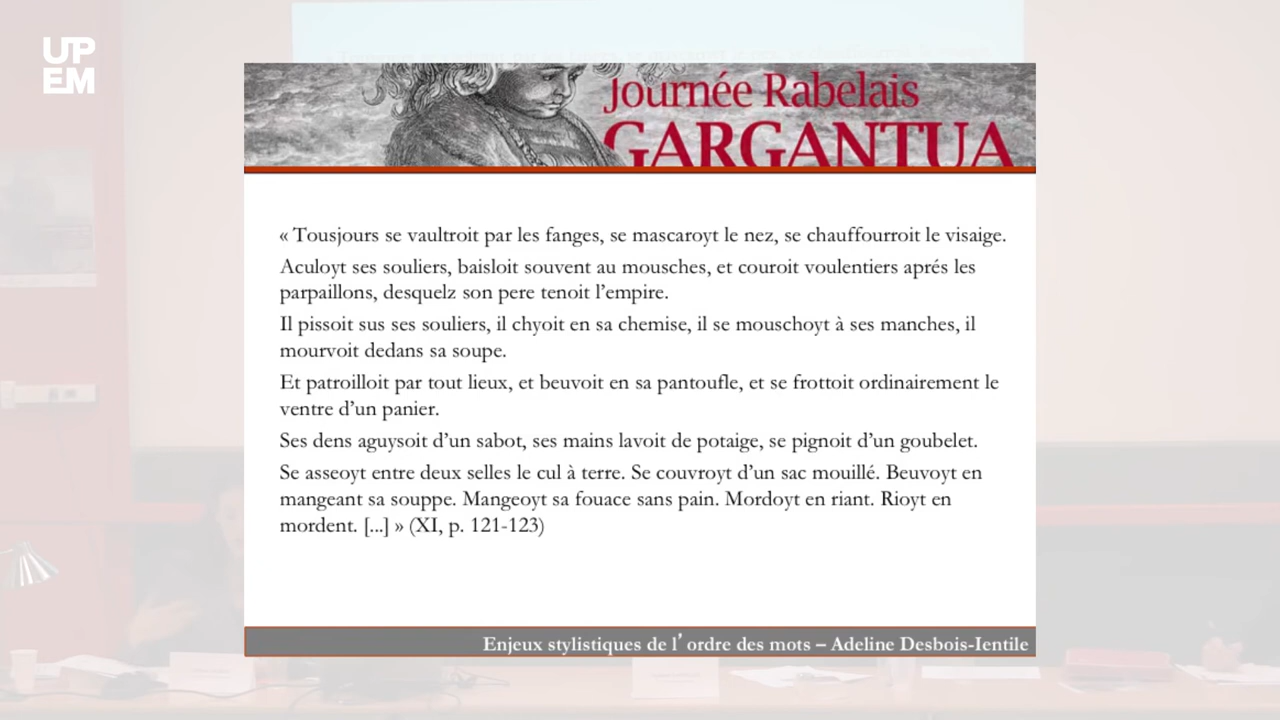 UP
EM
Journée Rabelais
GARGANTUA
« Tousjours se vaultroit par les fanges, se mascaroyt le nez, se chauffourroit le visaige.
Aculoyt ses souliers, baisloit souvent au mousches, et couroit voulentiers aprés les
parpaillons, desquelz son pere tenoit l’empire.
Il pissoit sus ses souliers, il chyoit en sa chemise, il se mouschoyt à ses manches, il
mourvoit dedans sa soupe.
Et patroilloit par tout lieux, et beuvoit en sa pantoufle, et se frottoit ordinairement le
ventre d’un panier.
Ses dens aguysoit d’un sabot, ses mains lavoit de potaige, se pignoit d’un goubelet.
Se asseoyt entre deux selles le cul à terre. Se couvroyt d’un sac mouillé. Beuvoyt en
mangeant sa souppe. Mangeoyt sa fouace sans pain. Mordoyt en riant. Rioyt en
mordent. [...] » (XI, p. 121-123)
Enjeux stylistiques de l’ordre des mots – Adeline Desbois-Ientile